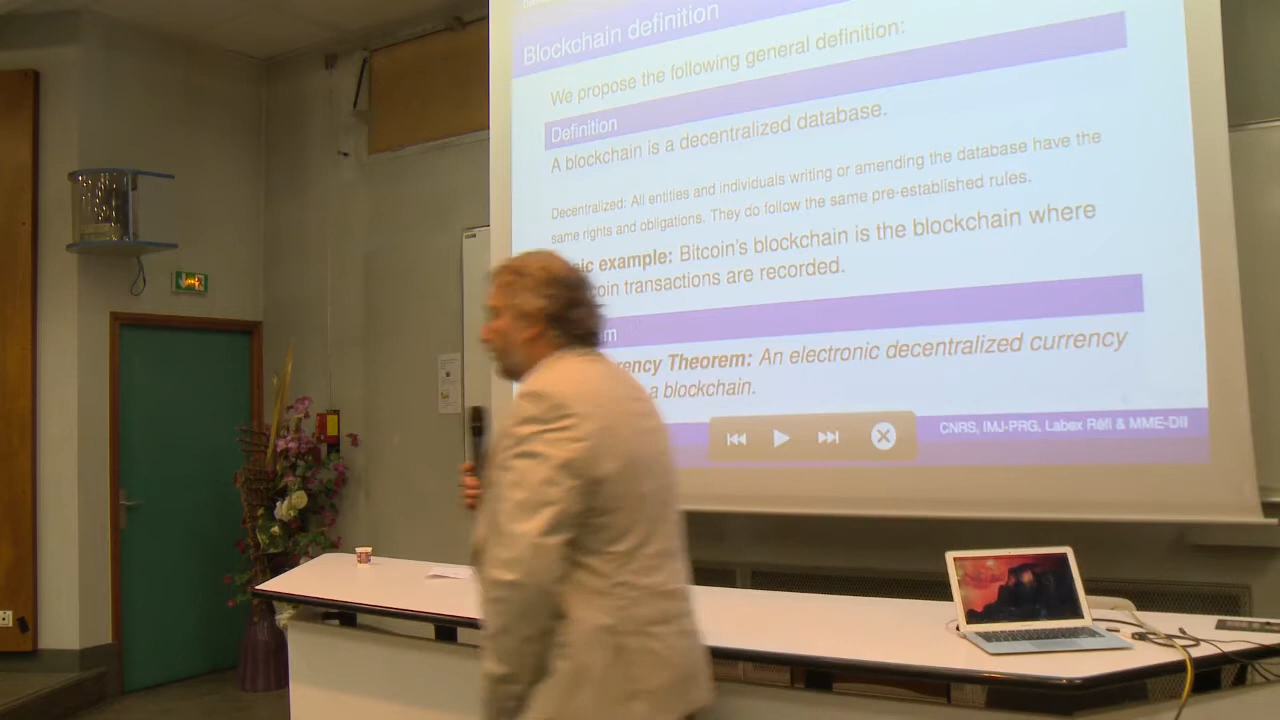 Blockchain definition
We propose the following general definition:
Definition
A blockchain is a decentralized database.
Decentralized: All entities and individuals writing or amending the database have the
same rights and obligations. They do follow the same pre-established rules.
example: Bitcoin's blockchain is the blockchain where
transactions are recorded.
Theorem: An electronic decentralized currency
a blockchain.
CNRS, IMJ-PRG, Labex Réfi & MME-DII